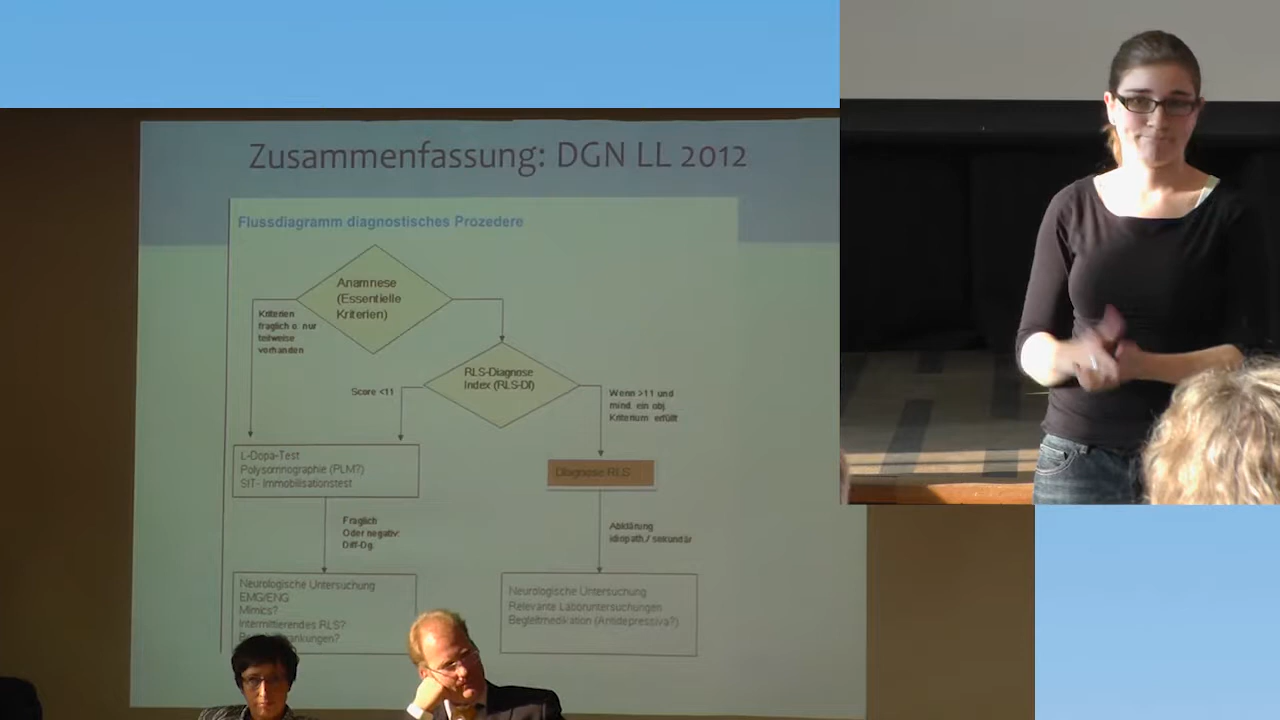 Zusammenfassung: DGN LL 2012
Flussdiagramm diagnostisches Prozedere
Anamnese
(Essentielle
Kriterien)
Kriterien
fraglich o. nur
teilweise
vorhanden
RLS-Diagnose
Index (RLS-DI)
Score <11
Wenn >11 und
mind. ein obj.
Kriterium erfüllt
L-Dopa-Test
Polysomnographie (PLM?)
SIT- Immobilisationstest
Diagnose RLS
Fraglich
Oder negativ:
Diff-Dg.
Abklärung
idiopath./ sekundär
Neurologische Untersuchung
EMG/ENG
Mimics?
Intermittierendes RLS?
Neurologische Untersuchung
Relevante Laboruntersuchungen
Begleitmedikation (Antidepressiva?)